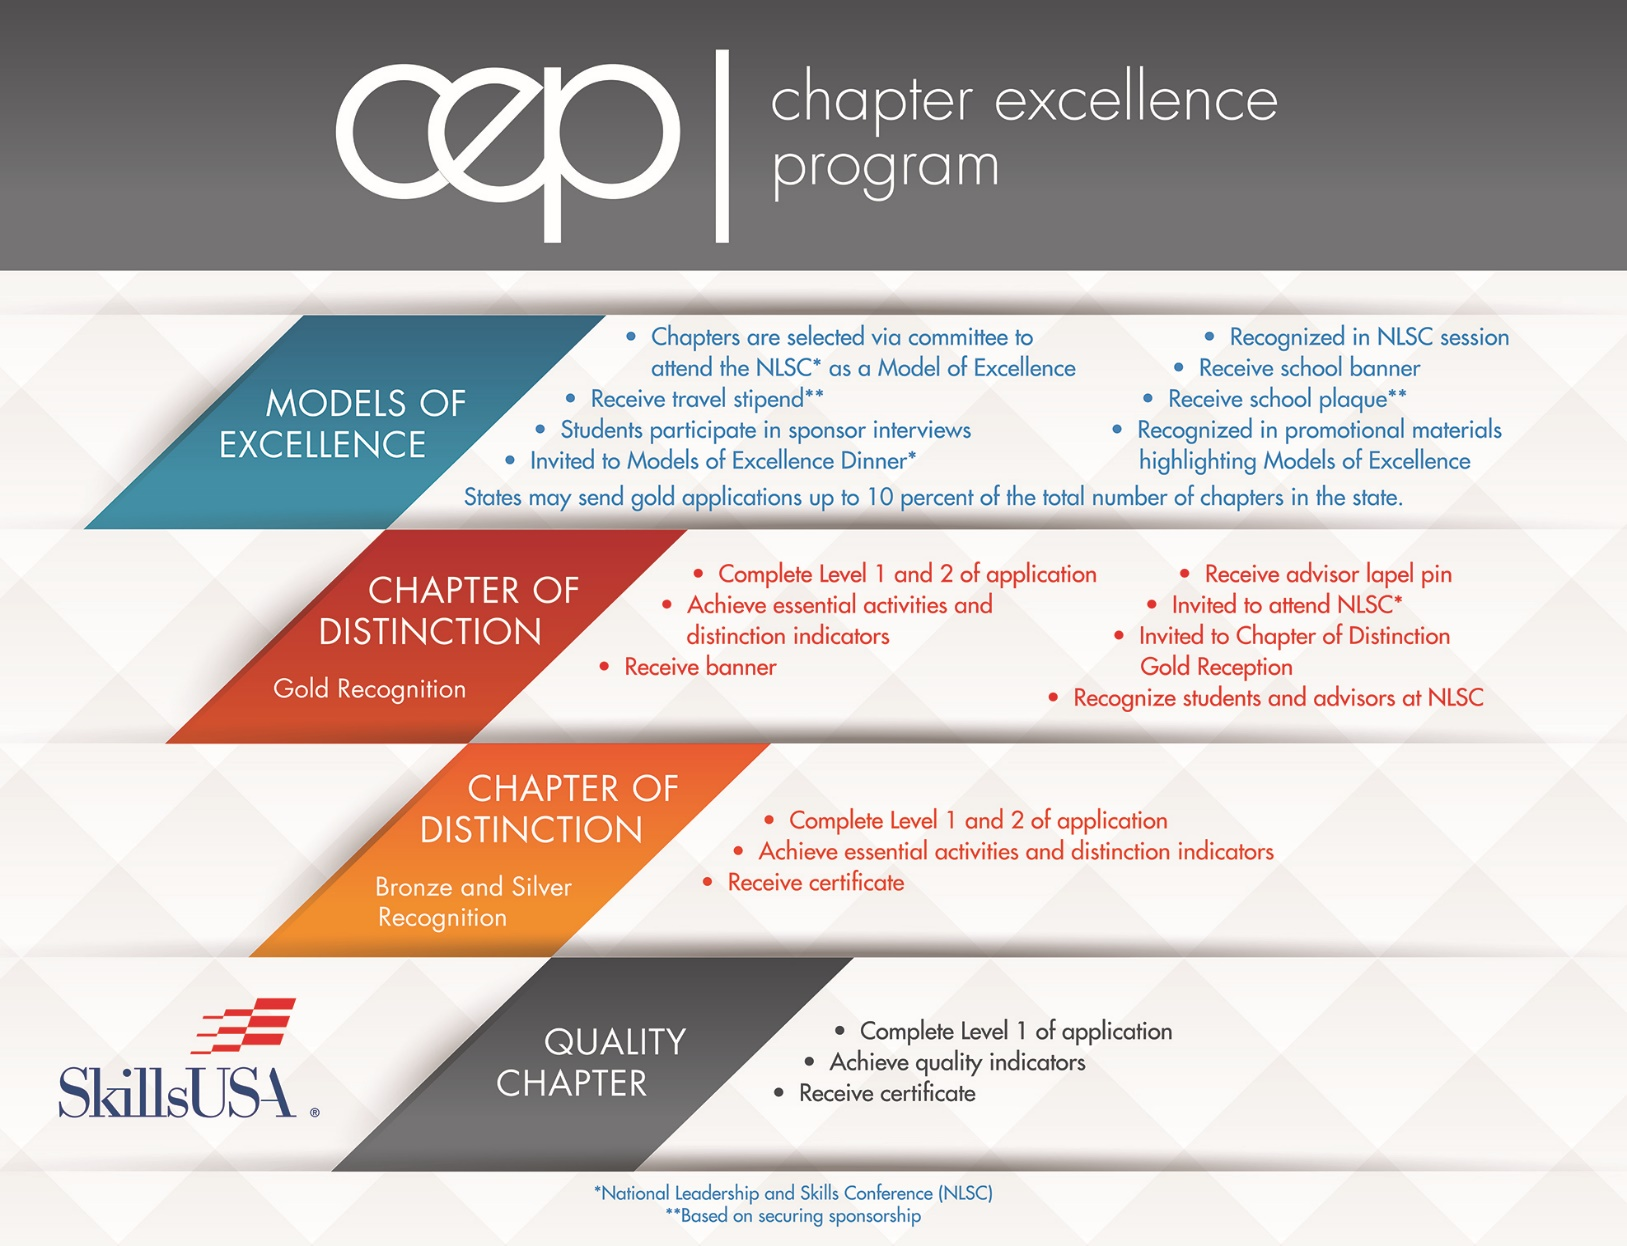 cep
chapter excellence
program
MODELS OF
EXCELLENCE
• Chapters are selected via committee to
attend the NLSC* as a Model of Excellence
• Receive travel stipend**
• Students participate in sponsor interviews
• Invited to Models of Excellence Dinner*
• Recognized in NLSC session
• Receive school banner
• Receive school plaque**
• Recognized in promotional materials
highlighting Models of Excellence
States may send gold applications up to 10 percent of the total number of chapters in the state.
CHAPTER OF
DISTINCTION
Gold Recognition
• Complete Level 1 and 2 of application
• Achieve essential activities and
distinction indicators
• Receive banner
• Receive advisor lapel pin
• Invited to attend NLSC*
• Invited to Chapter of Distinction
Gold Reception
• Recognize students and advisors at NLSC
CHAPTER OF
DISTINCTION
Bronze and Silver
Recognition
• Complete Level 1 and 2 of application
• Achieve essential activities and distinction indicators
• Receive certificate
SkillsUSA ®
QUALITY
CHAPTER
• Complete Level 1 of application
• Achieve quality indicators
• Receive certificate
*National Leadership and Skills Conference (NLSC)
**Based on securing sponsorship